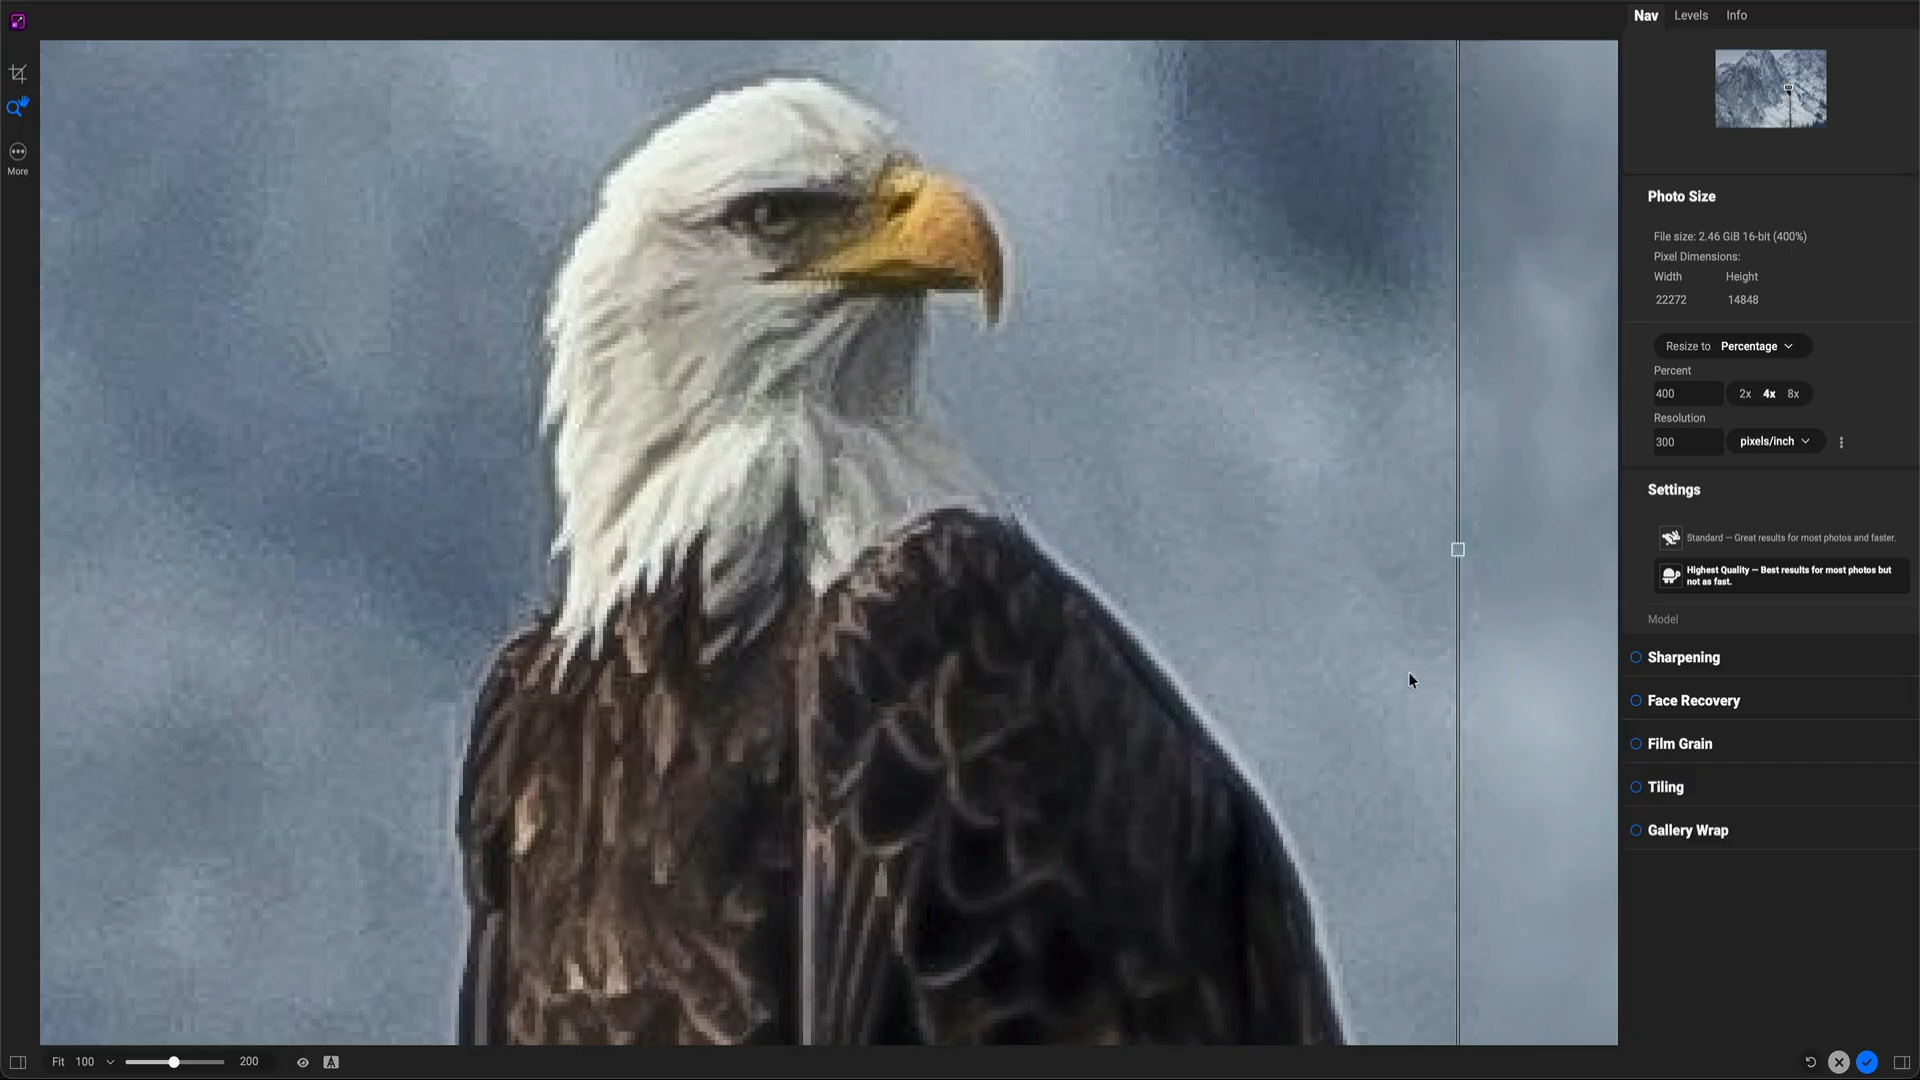 Nav Levels Info
More
Photo Size
File size: 2.46 GiB 16-bit (400%)
Pixel Dimensions:
Width Height
22272 14848
Resize to Percentage
Percent
400 2x 4x 8x
Resolution
300 pixels/inch
Settings
Standard — Great results for most photos and faster.
Highest Quality — Best results for most photos but
not as fast.
Model
Sharpening
Face Recovery
Film Grain
Tiling
Gallery Wrap
Fit 100 200 A